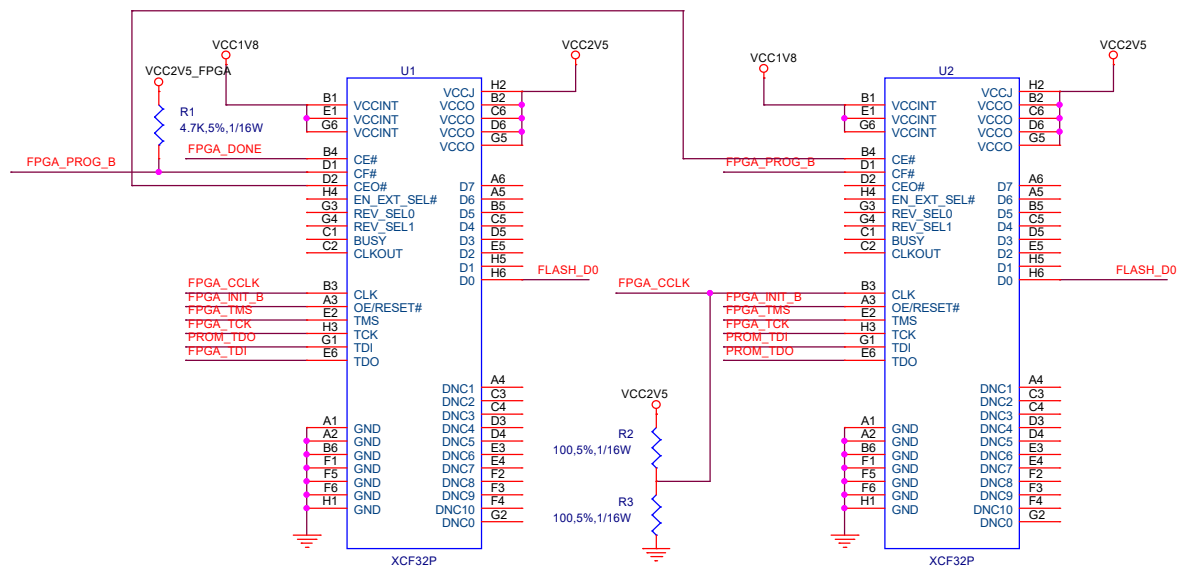 VCC1V8
VCC2V5_FPGA
R1
4.7K,5%,1/16W
FPGA_DONE
FPGA_PROG_B
FPGA_CCLK
FPGA_INIT_B
FPGA_TMS
FPGA_TCK
PROM_TDO
FPGA_TDI
U1
VCC2V5
B1 VCCINT
E1 VCCINT
G6 VCCINT
B4 CE#
D1 CF#
D2 CEO#
H4 EN_EXT_SEL#
G3 REV_SEL0
G4 REV_SEL1
C1 BUSY
C2 CLKOUT
B3 CLK
A3 OE/RESET#
E2 TMS
H3 TCK
G1 TDI
E6 TDO
A1 GND
A2 GND
B6 GND
F1 GND
F5 GND
F6 GND
H1 GND
VCCJ H2
VCCO B2
VCCO C6
VCCO D6
VCCO G5
D7 A6
D6 A5
D5 B5
D4 C5
D3 D5
D2 E5
D1 H5
D0 H6
FLASH_D0
DNC1 A4
DNC2 C3
DNC3 C4
DNC4 D3
DNC5 D4
DNC6 E3
DNC7 E4
DNC8 F2
DNC9 F3
DNC10 F4
DNC0 G2
XCF32P
VCC1V8
FPGA_PROG_B
FPGA_CCLK
FPGA_INIT_B
FPGA_TMS
FPGA_TCK
PROM_TDI
PROM_TDO
VCC2V5
R2
100,5%,1/16W
R3
100,5%,1/16W
U2
VCC2V5
B1 VCCINT
E1 VCCINT
G6 VCCINT
B4 CE#
D1 CF#
D2 CEO#
H4 EN_EXT_SEL#
G3 REV_SEL0
G4 REV_SEL1
C1 BUSY
C2 CLKOUT
B3 CLK
A3 OE/RESET#
E2 TMS
H3 TCK
G1 TDI
E6 TDO
A1 GND
A2 GND
B6 GND
F1 GND
F5 GND
F6 GND
H1 GND
VCCJ H2
VCCO B2
VCCO C6
VCCO D6
VCCO G5
D7 A6
D6 A5
D5 B5
D4 C5
D3 D5
D2 E5
D1 H5
D0 H6
FLASH_D0
DNC1 A4
DNC2 C3
DNC3 C4
DNC4 D3
DNC5 D4
DNC6 E3
DNC7 E4
DNC8 F2
DNC9 F3
DNC10 F4
DNC0 G2
XCF32P